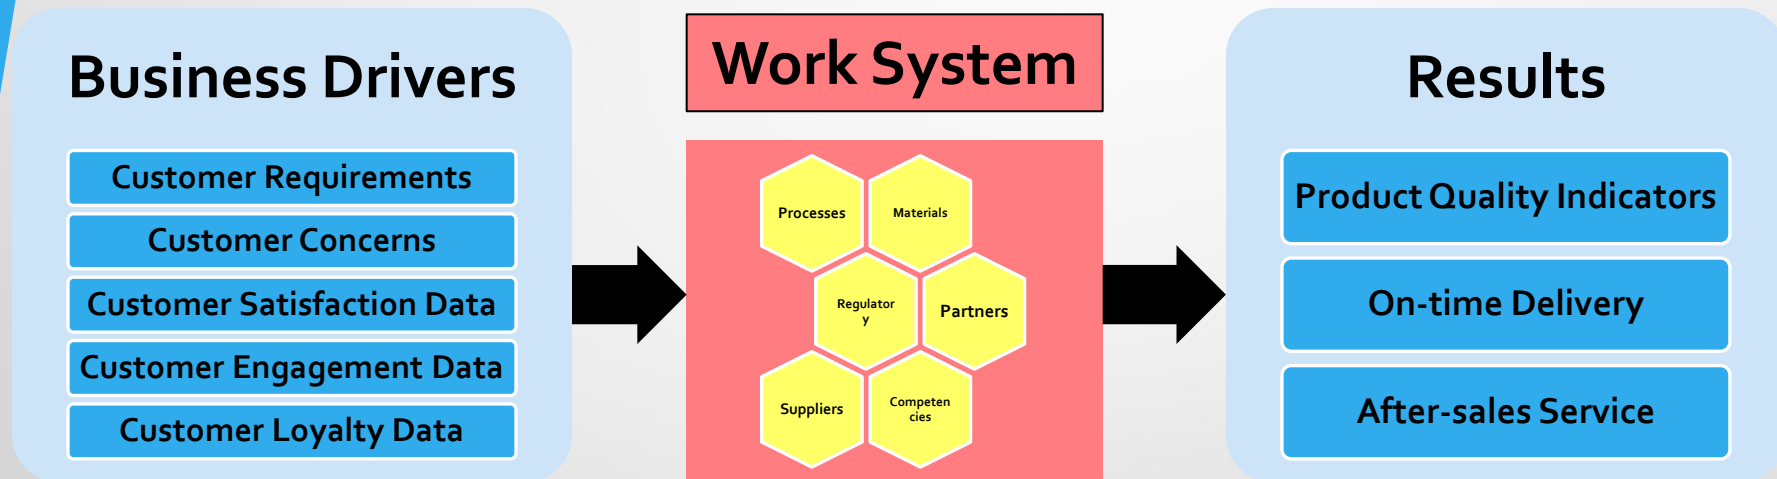 Business Drivers
Customer Requirements
Customer Concerns
Customer Satisfaction Data
Customer Engagement Data
Customer Loyalty Data
Work System
Processes
Materials
Regulator
y
Partners
Suppliers
Competen
cies
Results
Product Quality Indicators
On-time Delivery
After-sales Service